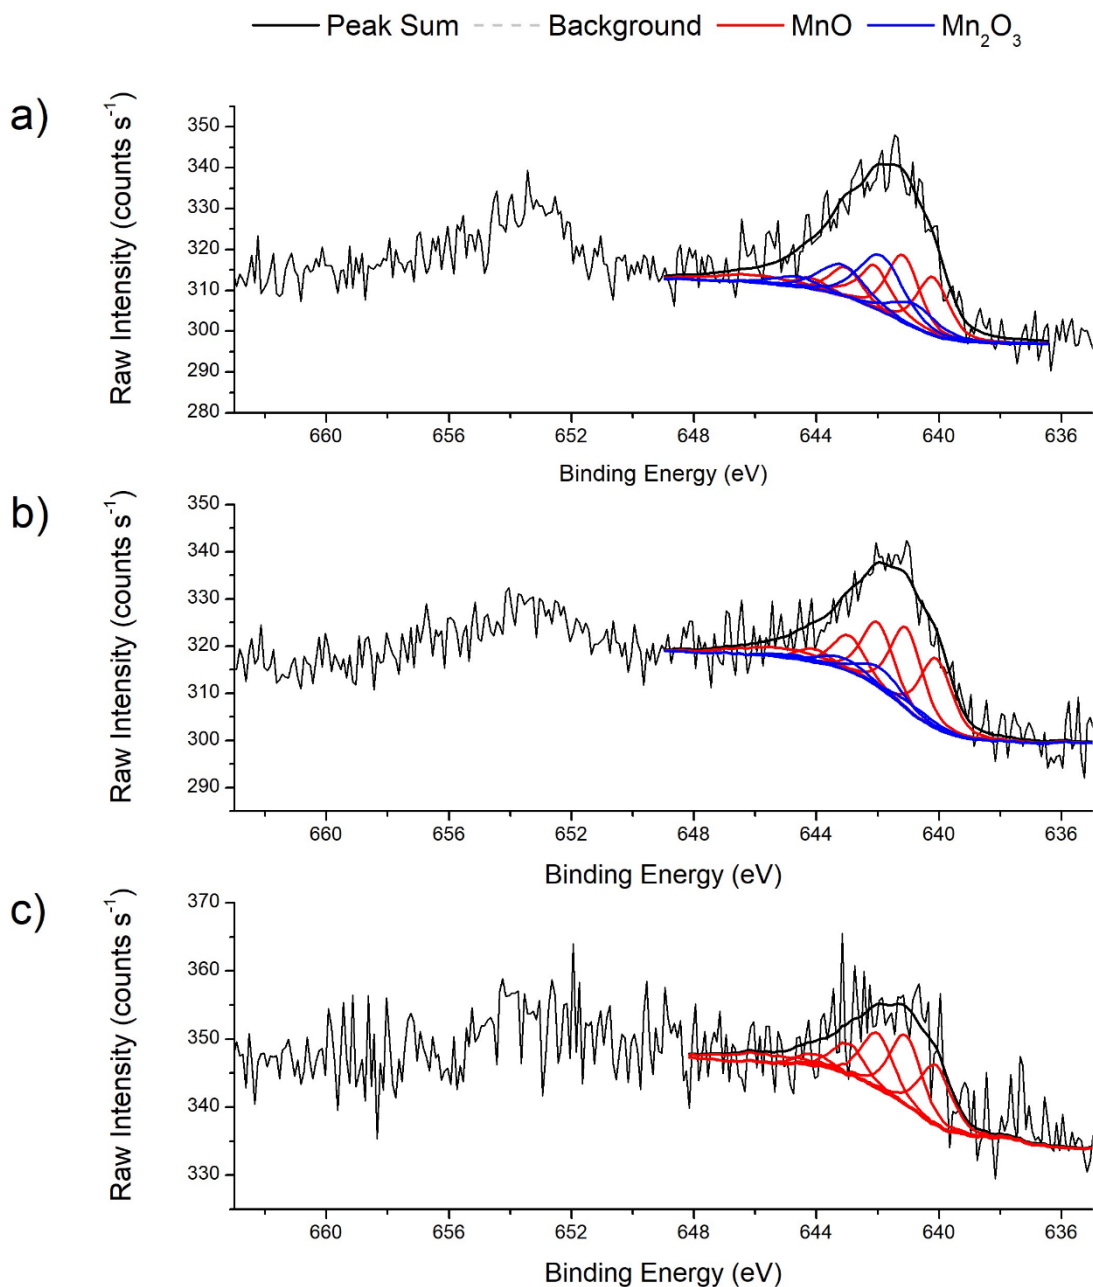 Peak Sum Background MnO Mn₂O₃
a)
Raw Intensity (counts s⁻¹)
350
340
330
320
310
300
290
280
660 656 652 648 644 640 636
Binding Energy (eV)
b)
Raw Intensity (counts s⁻¹)
350
340
330
320
310
300
290
660 656 652 648 644 640 636
Binding Energy (eV)
c)
Raw Intensity (counts s⁻¹)
370
360
350
340
330
660 656 652 648 644 640 636
Binding Energy (eV)